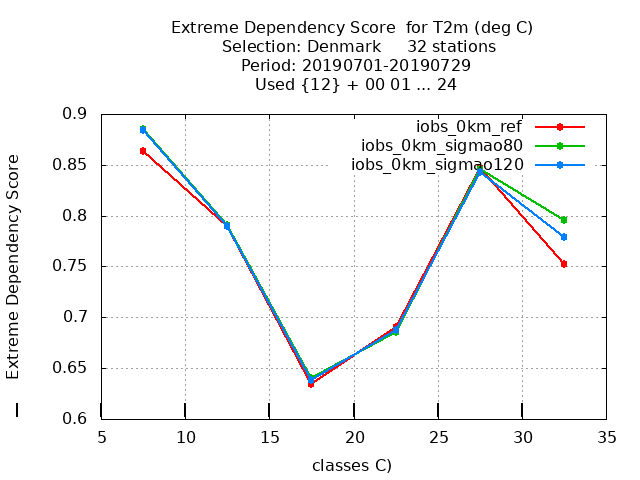 Extreme Dependency Score for T2m (deg C)
Selection: Denmark 32 stations
Period: 20190701-20190729
Used {12} + 00 01 ... 24
iobs_0km_ref
iobs_0km_sigmao80
iobs_0km_sigmao120
Extreme Dependency Score
0.9
0.85
0.8
0.75
0.7
0.65
0.6
5 10 15 20 25 30 35
classes C)